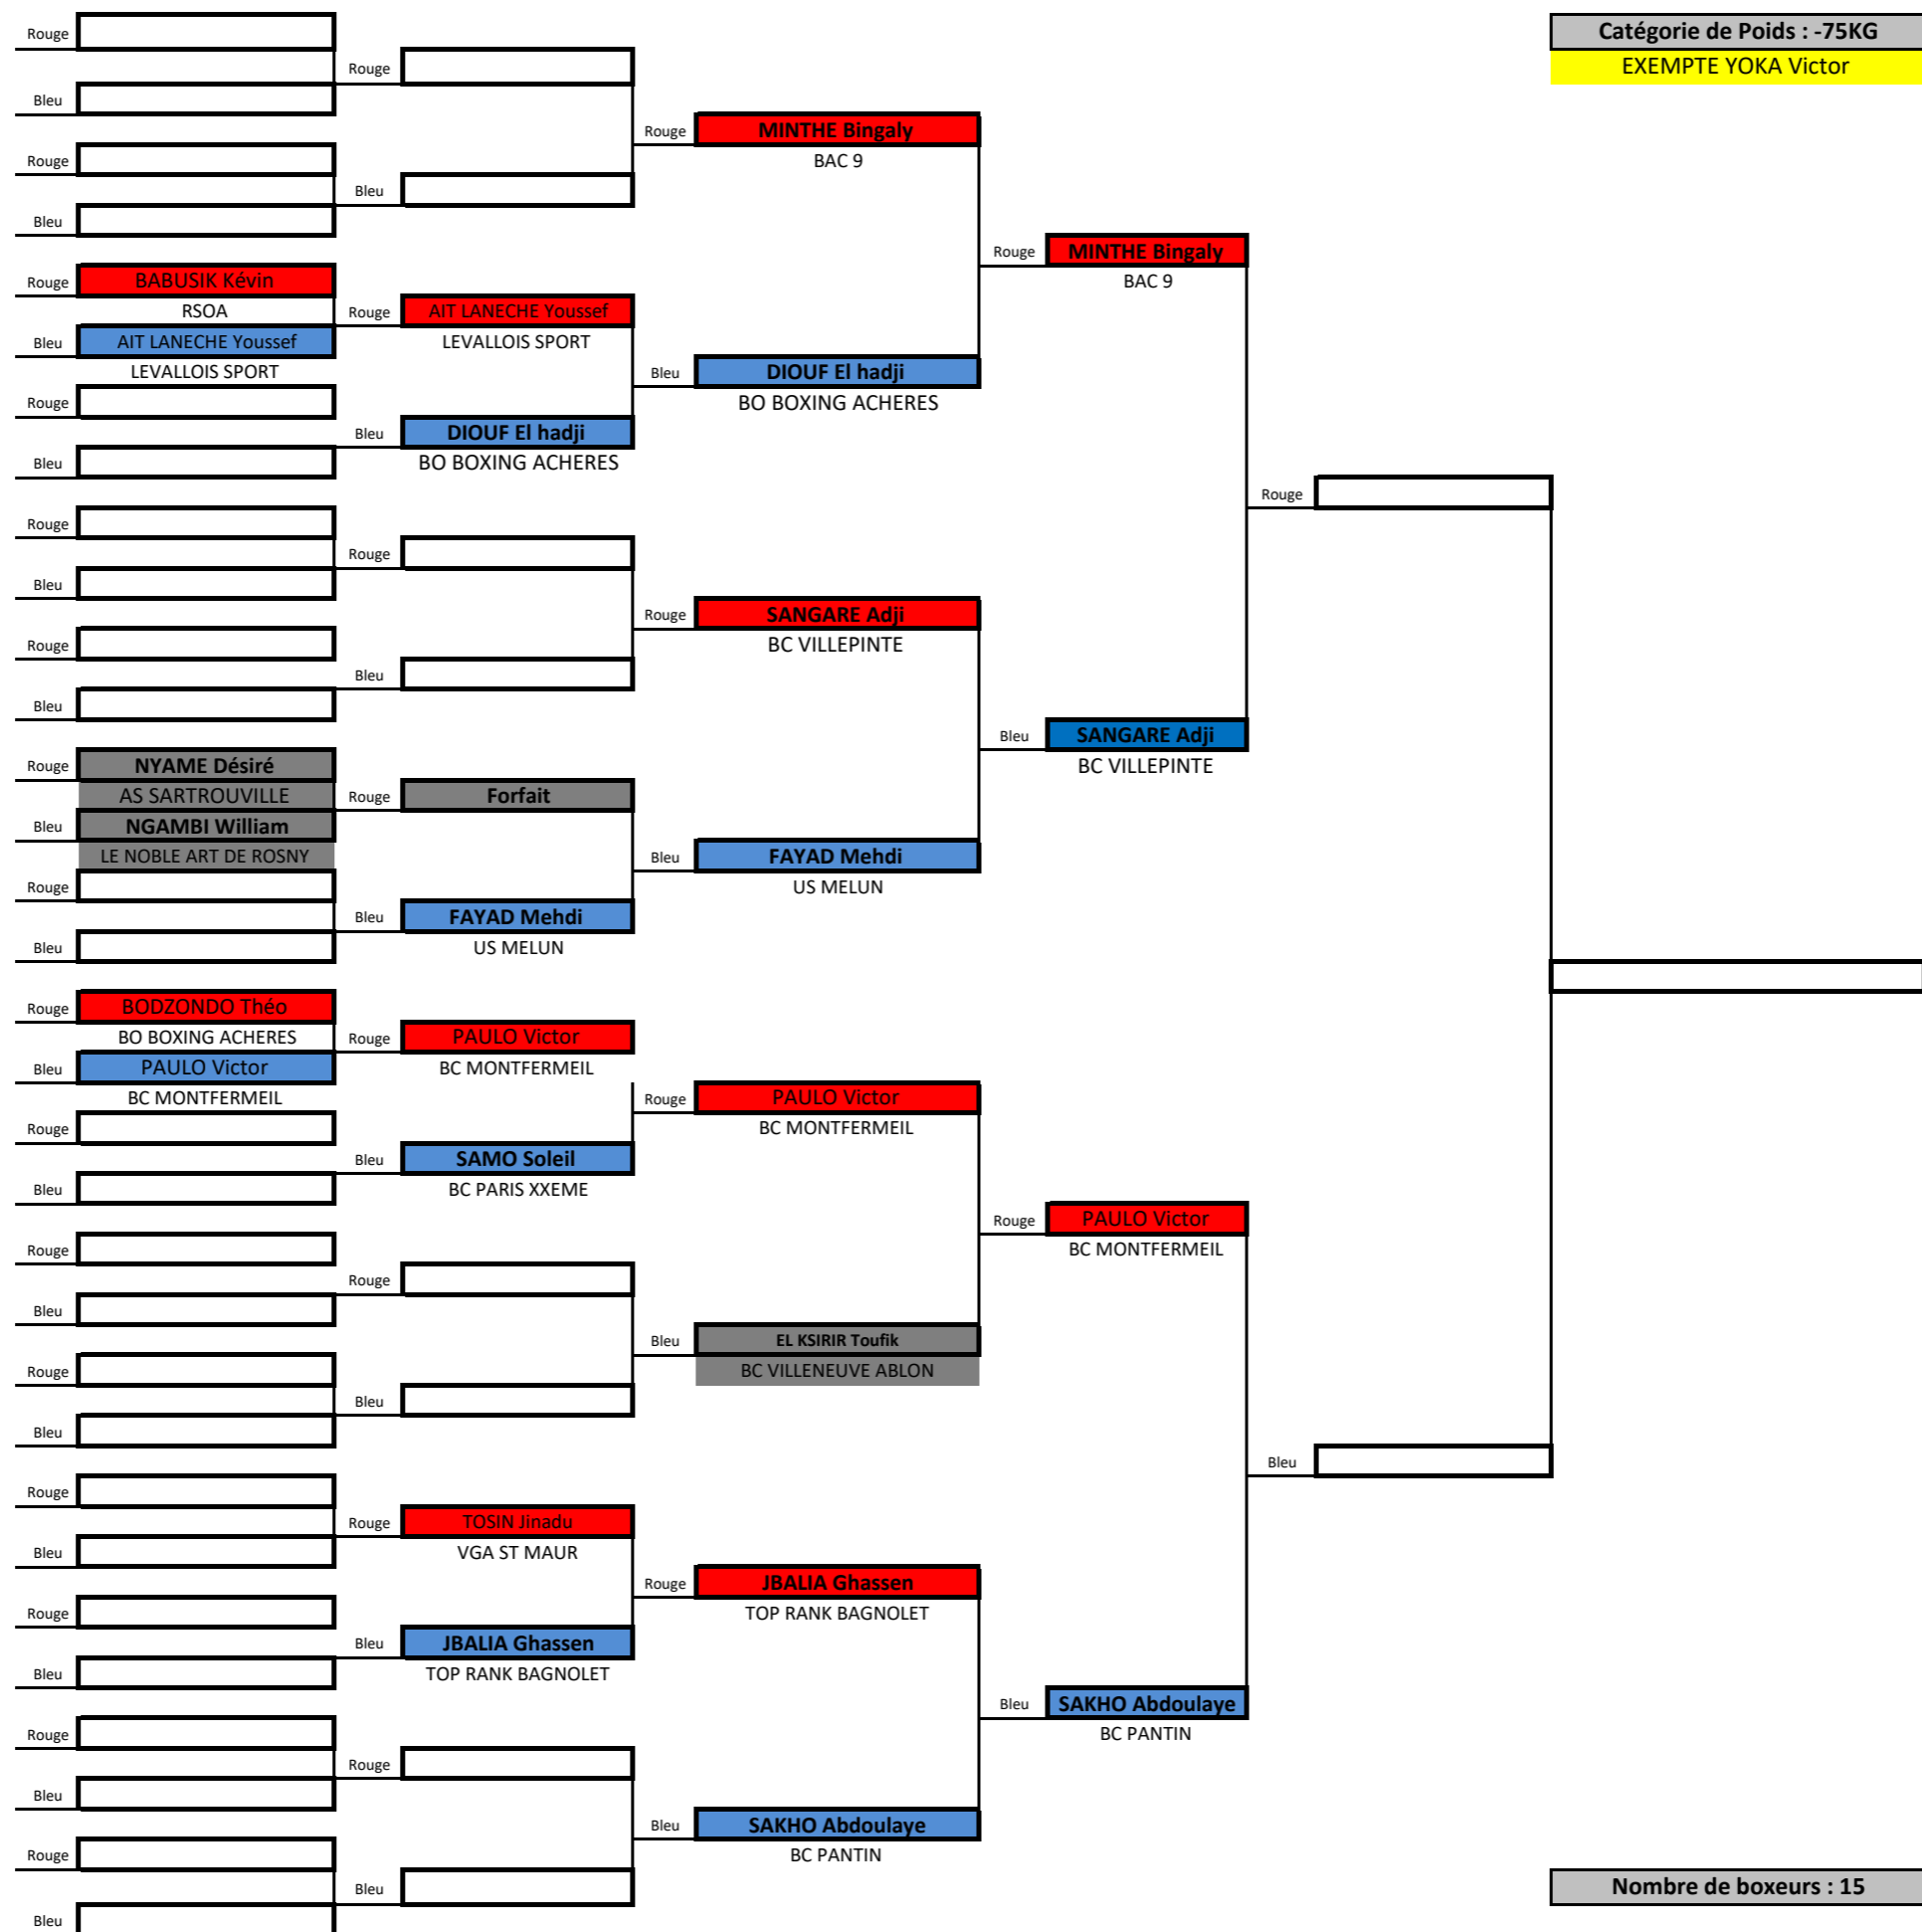 Rouge
Catégorie de Poids : -75KG
Rouge
EXEMPTE YOKA Victor
Bleu
Rouge
MINTHE Bingaly
Rouge
BAC 9
Bleu
Bleu
Rouge
MINTHE Bingaly
Rouge
BABUSIK Kévin
BAC 9
RSOA
Rouge
AIT LANECHE Youssef
Bleu
AIT LANECHE Youssef
LEVALLOIS SPORT
LEVALLOIS SPORT
Bleu
DIOUF El hadji
Rouge
BO BOXING ACHERES
Bleu
DIOUF El hadji
Bleu
BO BOXING ACHERES
Rouge
Rouge
Rouge
Bleu
Rouge
SANGARE Adji
Rouge
BC VILLEPINTE
Bleu
Bleu
Bleu
SANGARE Adji
Rouge
NYAME Désiré
BC VILLEPINTE
AS SARTROUVILLE
Rouge
Forfait
Bleu
NGAMBI William
LE NOBLE ART DE ROSNY
Bleu
FAYAD Mehdi
Rouge
US MELUN
Bleu
FAYAD Mehdi
Bleu
US MELUN
Rouge
BODZONDO Théo
BO BOXING ACHERES
Rouge
PAULO Victor
Bleu
PAULO Victor
BC MONTFERMEIL
BC MONTFERMEIL
Rouge
PAULO Victor
Rouge
BC MONTFERMEIL
Bleu
SAMO Soleil
Bleu
BC PARIS XXEME
Rouge
PAULO Victor
Rouge
BC MONTFERMEIL
Rouge
Bleu
Bleu
EL KSIRIR Toufik
Rouge
BC VILLENEUVE ABLON
Bleu
Bleu
Bleu
Rouge
Rouge
TOSIN Jinadu
Bleu
VGA ST MAUR
Rouge
JBALIA Ghassen
Rouge
TOP RANK BAGNOLET
Bleu
JBALIA Ghassen
Bleu
TOP RANK BAGNOLET
Bleu
SAKHO Abdoulaye
Rouge
BC PANTIN
Rouge
Bleu
Bleu
SAKHO Abdoulaye
Rouge
BC PANTIN
Bleu
Nombre de boxeurs : 15
Bleu